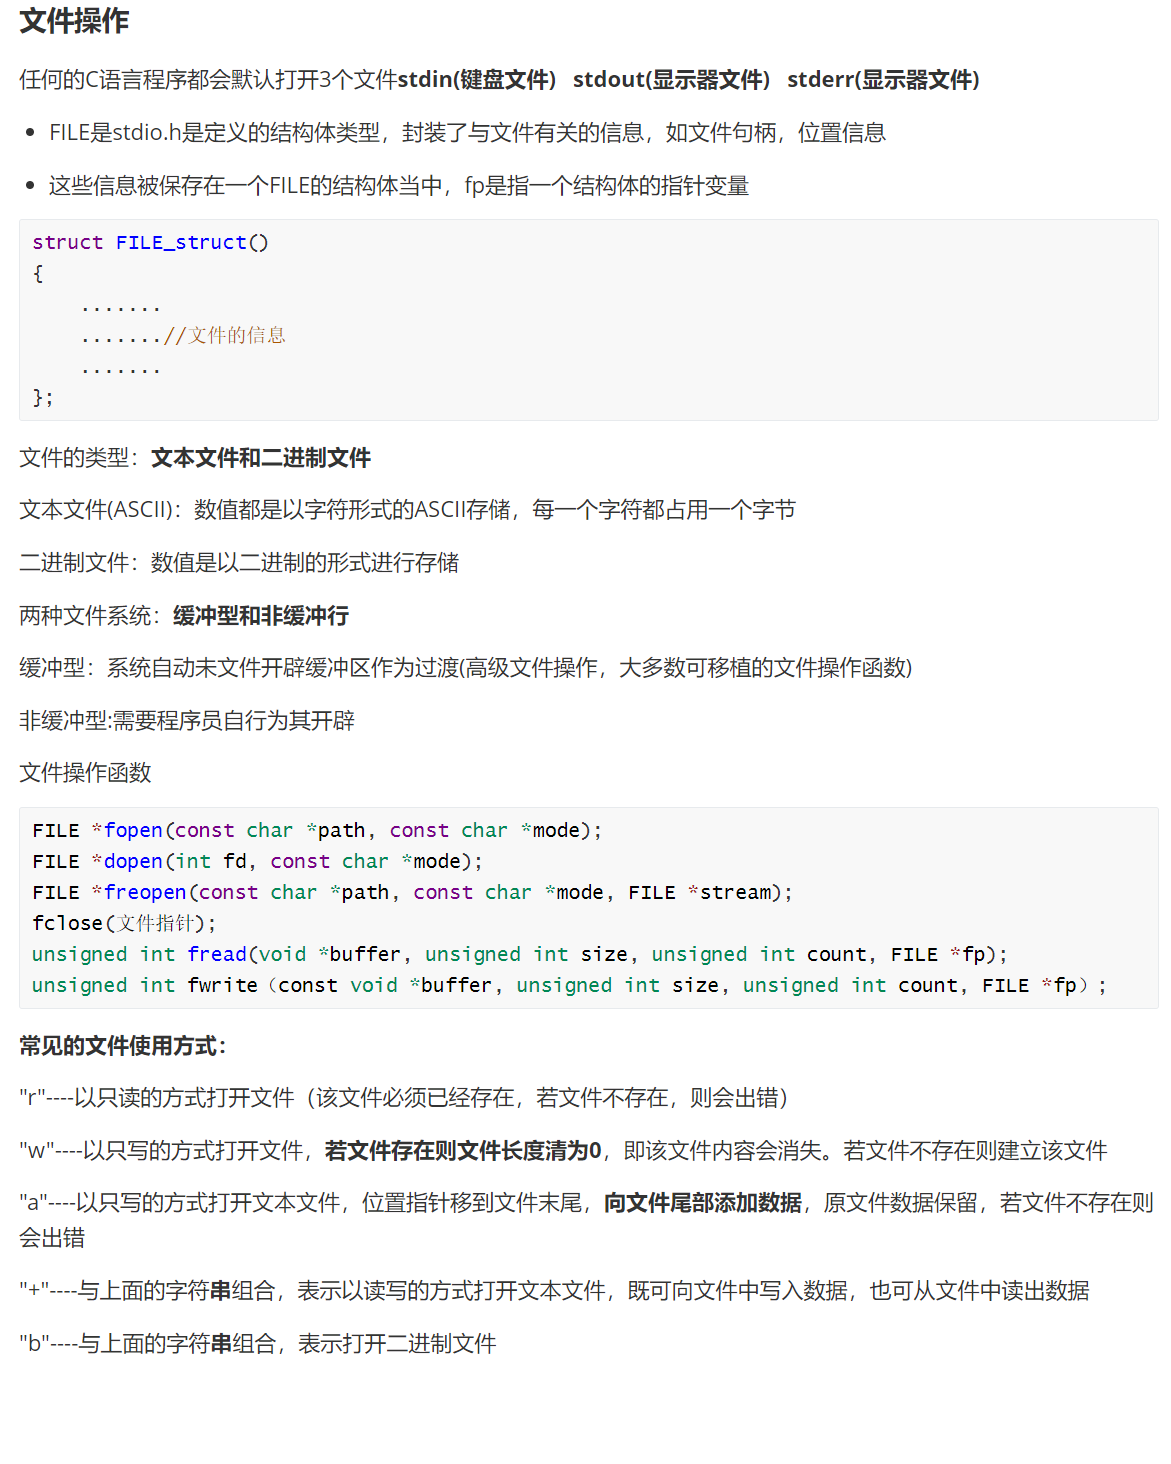 文件操作
任何的C语言程序都会默认打开3个文件stdin(键盘文件) stdout(显示器文件) stderr(显示器文件)
FILE是stdio.h是定义的结构体类型，封装了与文件有关的信息，如文件句柄，位置信息
这些信息被保存在一个FILE的结构体当中，fp是指一个结构体的指针变量
struct FILE_struct()
{
    .......
    .......//文件的信息
    .......
};
文件的类型：文本文件和二进制文件
文本文件(ASCII)：数值都是以字符形式的ASCII存储，每一个字符都占用一个字节
二进制文件：数值是以二进制的形式进行存储
两种文件系统：缓冲型和非缓冲行
缓冲型：系统自动未文件开辟缓冲区作为过渡(高级文件操作，大多数可移植的文件操作函数)
非缓冲型:需要程序员自行为其开辟
文件操作函数
FILE *fopen(const char *path, const char *mode);
FILE *dopen(int fd, const char *mode);
FILE *freopen(const char *path, const char *mode, FILE *stream);
fclose(文件指针);
unsigned int fread(void *buffer, unsigned int size, unsigned int count, FILE *fp);
unsigned int fwrite（const void *buffer, unsigned int size, unsigned int count, FILE *fp）;
常见的文件使用方式：
"r"----以只读的方式打开文件（该文件必须已经存在，若文件不存在，则会出错）
"w"----以只写的方式打开文件，若文件存在则文件长度清为0，即该文件内容会消失。若文件不存在则建立该文件
"a"----以只写的方式打开文本文件，位置指针移到文件末尾，向文件尾部添加数据，原文件数据保留，若文件不存在则
会出错
"+"----与上面的字符串组合，表示以读写的方式打开文本文件，既可向文件中写入数据，也可从文件中读出数据
"b"----与上面的字符串组合，表示打开二进制文件